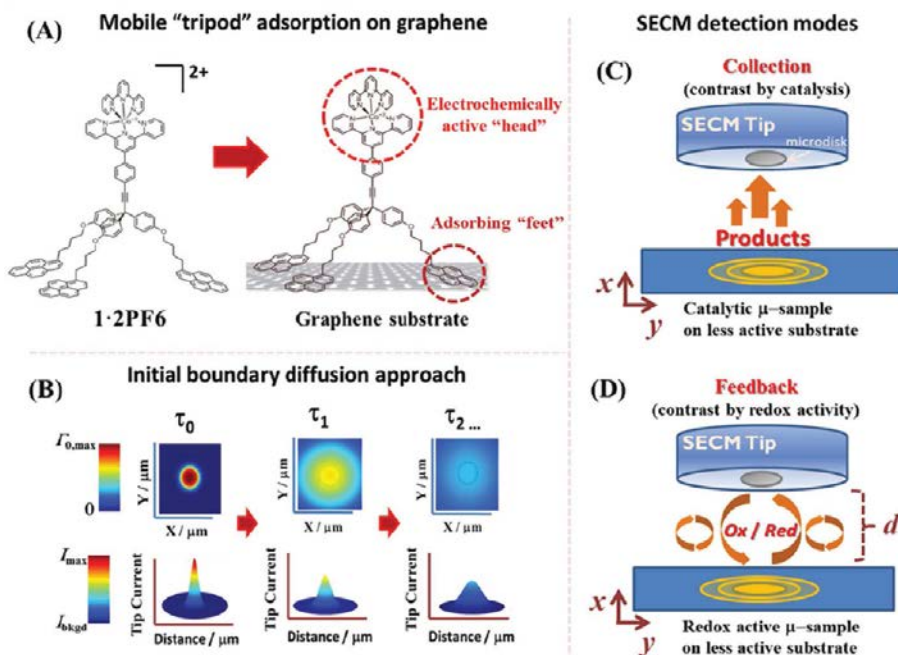 (A)
Mobile “tripod” adsorption on graphene
2+
Electrochemically
active “head”
Adsorbing “feet”
1·2PF6
Graphene substrate
(B)
Initial boundary diffusion approach
τ0
τ1
τ2 ...
Γ0,max
0
Y / μm
X / μm
Y / μm
X / μm
Y / μm
X / μm
Imax
Ibkgd
Tip Current
Distance / μm
Tip Current
Distance / μm
Tip Current
Distance / μm
SECM detection modes
(C)
Collection
(contrast by catalysis)
SECM Tip
microdisk
Products
x
y
Catalytic μ–sample
on less active substrate
(D)
Feedback
(contrast by redox activity)
SECM Tip
Ox / Red
d
x
y
Redox active μ–sample
on less active substrate